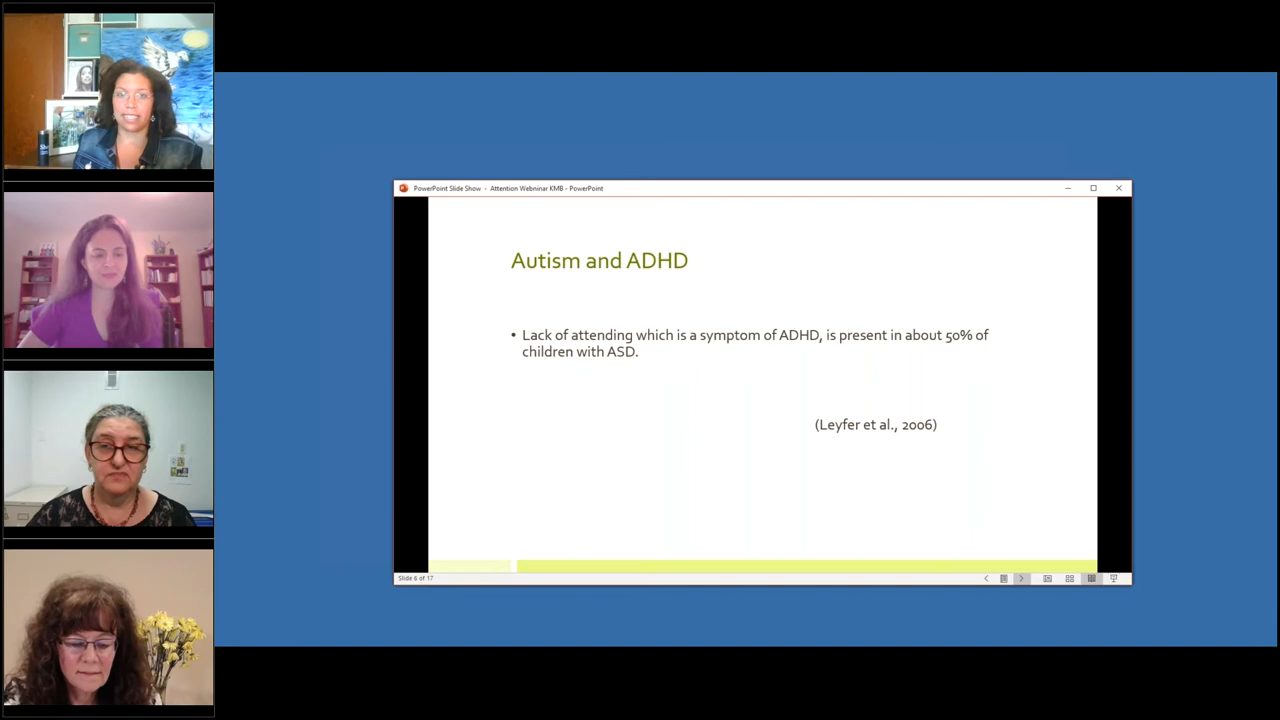 PowerPoint Slide Show - Attention Webninar KMB - PowerPoint
Autism and ADHD
• Lack of attending which is a symptom of ADHD, is present in about 50% of
children with ASD.
(Leyfer et al., 2006)
Slide 6 of 17